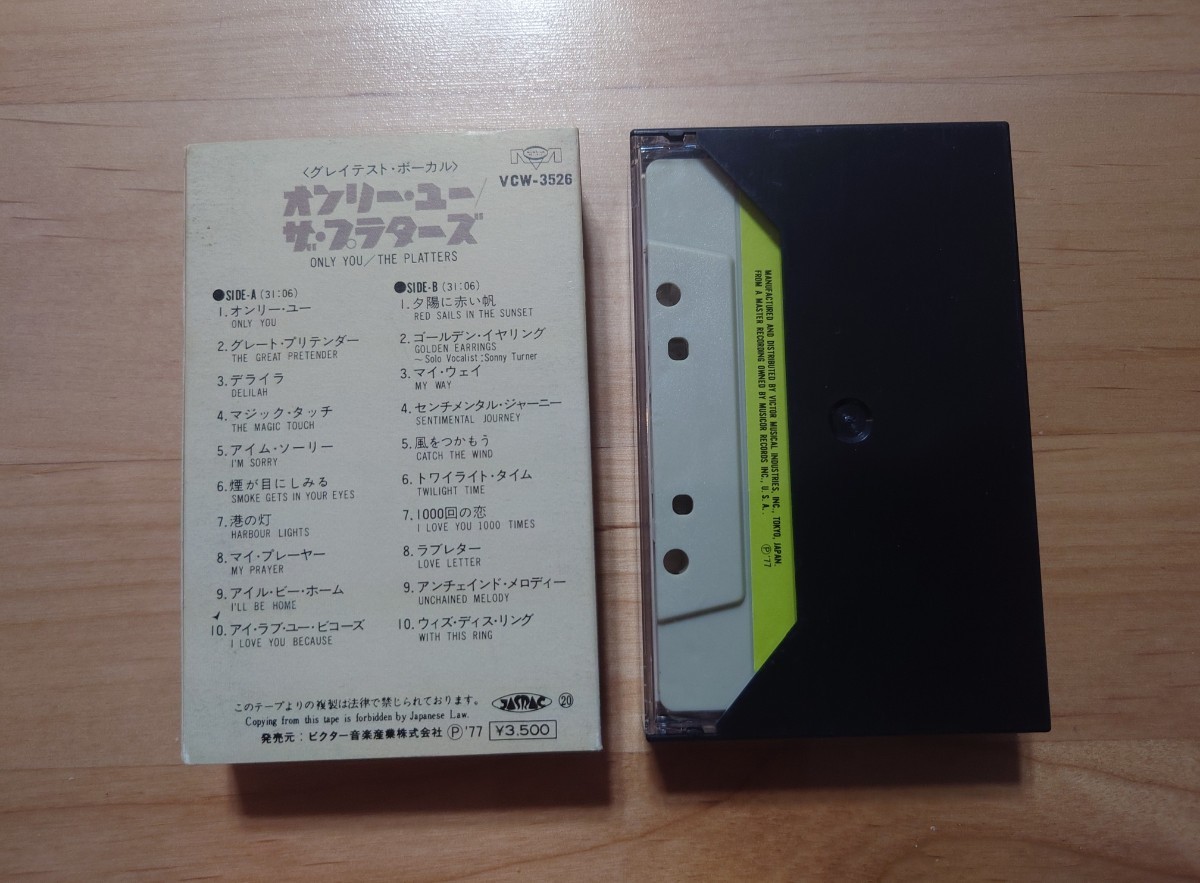 〈グレイテスト・ボーカル〉
VCW-3526
オンリー・ユー/
ザ・プラターズ
ONLY YOU/THE PLATTERS
●SIDE-A (31:06)
1. オンリー・ユー
ONLY YOU
2. グレート・プリテンダー
THE GREAT PRETENDER
3. デライラ
DELILAH
4. マジック・タッチ
THE MAGIC TOUCH
5. アイム・ソーリー
I'M SORRY
6. 煙が目にしみる
SMOKE GETS IN YOUR EYES
7. 港の灯
HARBOUR LIGHTS
8. マイ・プレーヤー
MY PRAYER
9. アイル・ビー・ホーム
I'LL BE HOME
10. アイ・ラブ・ユー・ビコーズ
I LOVE YOU BECAUSE
●SIDE-B (31:06)
1. 夕陽に赤い帆
RED SAILS IN THE SUNSET
2. ゴールデン・イヤリング
GOLDEN EARRINGS
〜Solo Vocalist:Sonny Turner
3. マイ・ウェイ
MY WAY
4. センチメンタル・ジャーニー
SENTIMENTAL JOURNEY
5. 風をつかもう
CATCH THE WIND
6. トワイライト・タイム
TWILIGHT TIME
7. 1000回の恋
I LOVE YOU 1000 TIMES
8. ラブレター
LOVE LETTER
9. アンチェインド・メロディー
UNCHAINED MELODY
10. ウィズ・ディス・リング
WITH THIS RING
このテープよりの複製は法律で禁じられております。
Copying from this tape is forbidden by Japanese Law.
JASRAC ⑳
発売元：ビクター音楽産業株式会社 Ⓟ'77 ¥3,500
MANUFACTURED AND DISTRIBUTED BY VICTOR MUSICAL INDUSTRIES, INC., TOKYO, JAPAN.
FROM A MASTER RECORDING OWNED BY MUSICOR RECORDS INC., U.S.A. Ⓟ'77